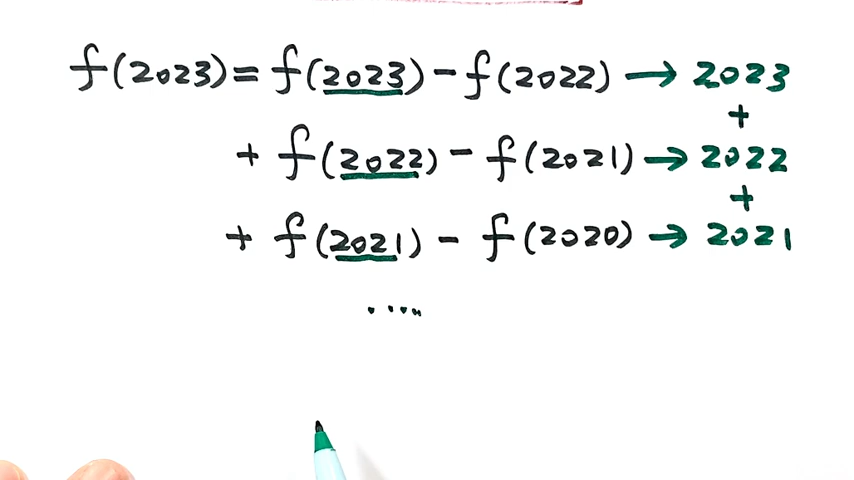 f(2023)=f(2023)-f(2022)→2023
+
+ f(2022)-f(2021)→2022
+
+ f(2021)-f(2020)→2021
.....